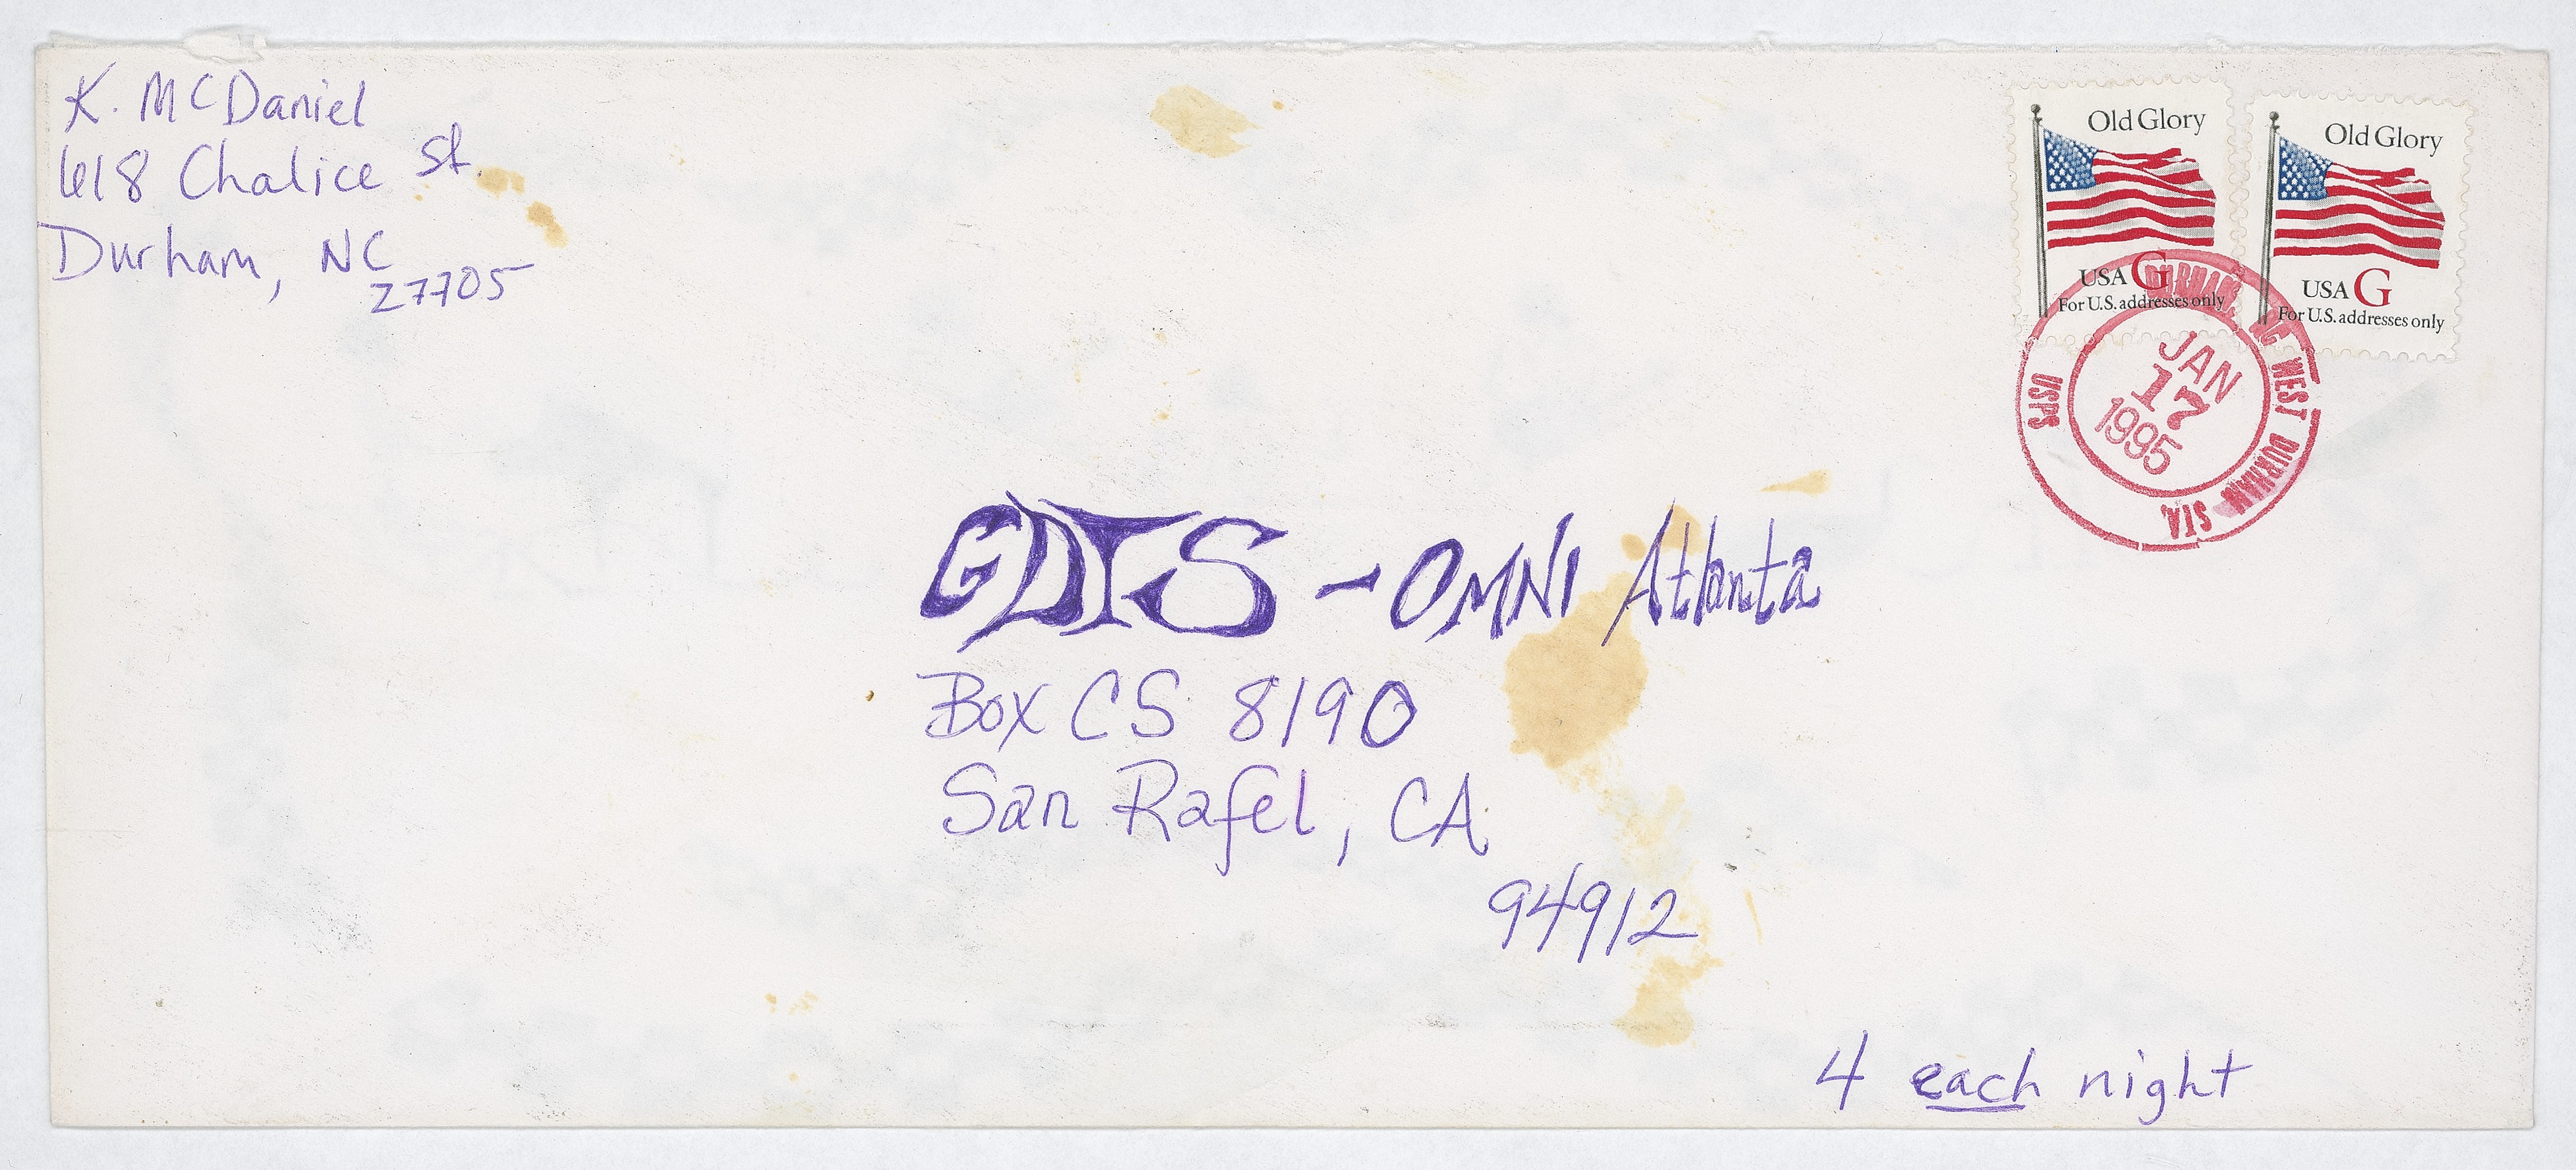 K. McDaniel
618 Chalice St.
Durham, NC
27705
Old Glory
USA G
For U.S. addresses only
Old Glory
USA G
For U.S. addresses only
DURHAM, NC WEST DURHAM STA.
USPS
JAN
17
1995
GDTS - OMNI Atlanta
Box CS 8190
San Rafel, CA
94912
4 each night